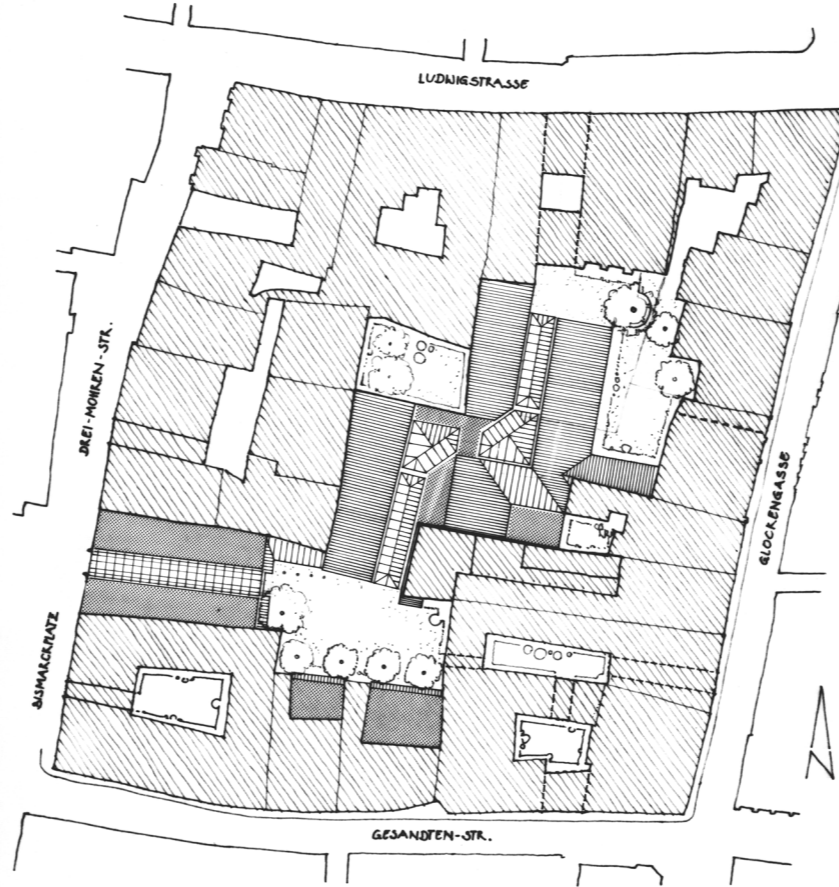 LUDWIGSTRASSE
DREI-MOHREN-STR.
GLOCKENGASSE
BISMARCKPLATZ
N
GESANDTEN-STR.